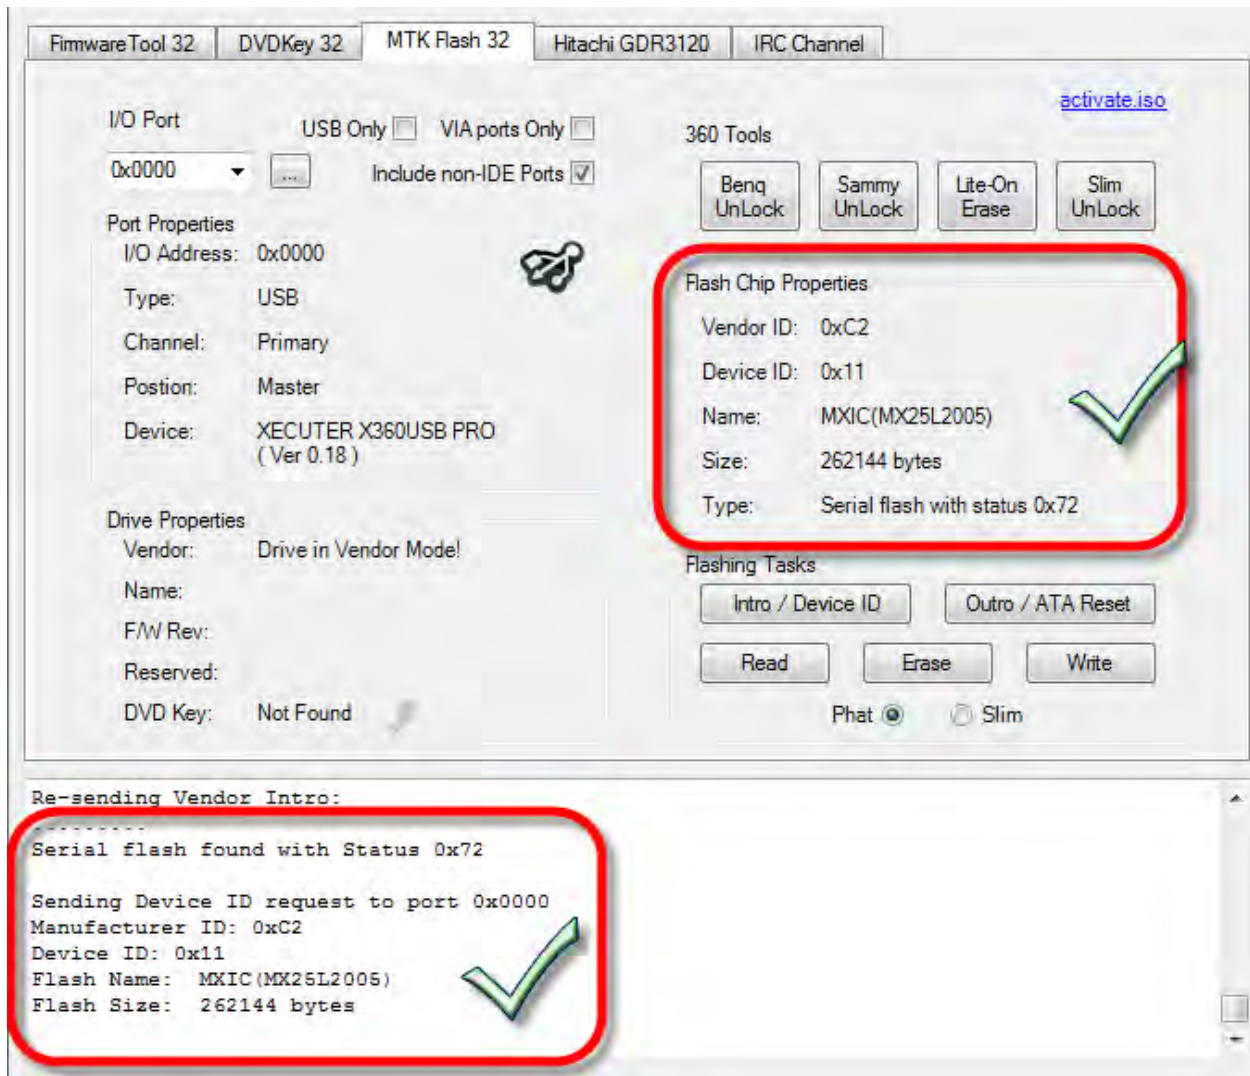 FirmwareTool 32 DVDKey 32 MTK Flash 32 Hitachi GDR3120 IRC Channel
activate.iso
I/O Port USB Only VIA ports Only
0x0000 ... Include non-IDE Ports
Port Properties
I/O Address: 0x0000
Type: USB
Channel: Primary
Postion: Master
Device: XECUTER X360USB PRO
( Ver 0.18 )
Drive Properties
Vendor: Drive in Vendor Mode!
Name:
F/W Rev:
Reserved:
DVD Key: Not Found
360 Tools
Benq UnLock
Sammy UnLock
Lite-On Erase
Slim UnLock
Flash Chip Properties
Vendor ID: 0xC2
Device ID: 0x11
Name: MXIC(MX25L2005)
Size: 262144 bytes
Type: Serial flash with status 0x72
Flashing Tasks
Intro / Device ID Outro / ATA Reset
Read Erase Write
Phat Slim
Re-sending Vendor Intro:
.........
Serial flash found with Status 0x72
Sending Device ID request to port 0x0000
Manufacturer ID: 0xC2
Device ID: 0x11
Flash Name: MXIC(MX25L2005)
Flash Size: 262144 bytes